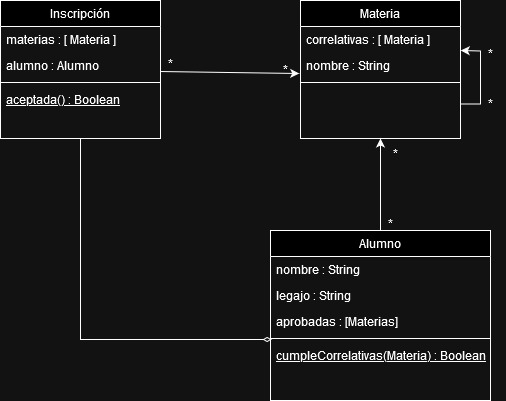 Inscripción
materias : [ Materia ]
alumno : Alumno
aceptada() : Boolean
*
*
Materia
correlativas : [ Materia ]
nombre : String
*
*
*
*
Alumno
nombre : String
legajo : String
aprobadas : [Materias]
cumpleCorrelativas(Materia) : Boolean